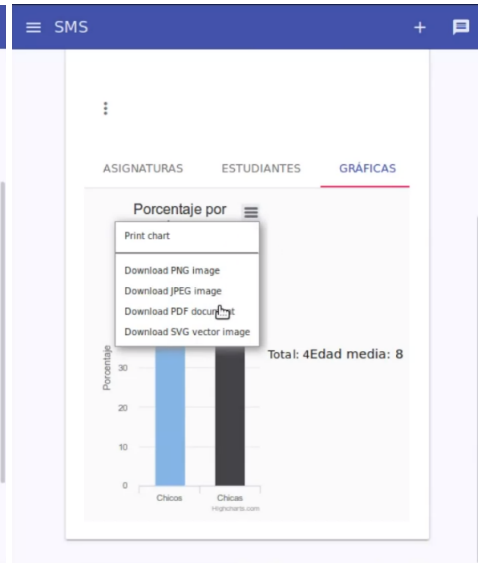 SMS
ASIGNATURAS ESTUDIANTES GRÁFICAS
Porcentaje por
Print chart
Download PNG image
Download JPEG image
Download PDF document
Download SVG vector image
Total: 4Edad media: 8
Porcentaje
30
20
10
0
Chicos Chicas
Highcharts.com